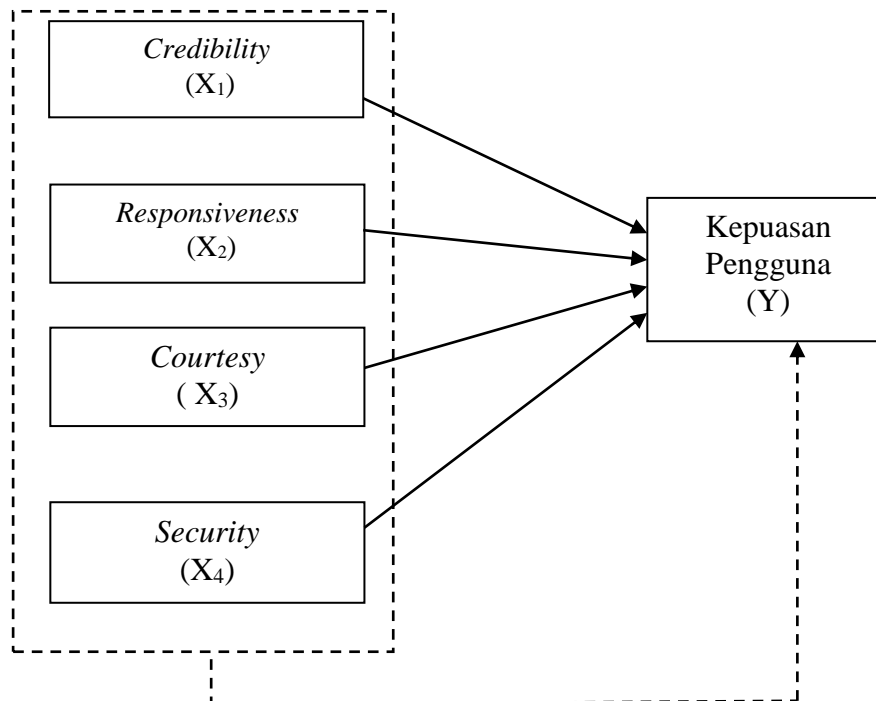 Credibility
(X₁)
Responsiveness
(X₂)
Courtesy
( X₃)
Security
(X₄)
Kepuasan
Pengguna
(Y)